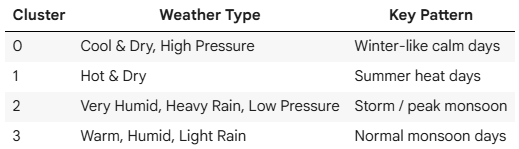 Cluster Weather Type Key Pattern
0 Cool & Dry, High Pressure Winter-like calm days
1 Hot & Dry Summer heat days
2 Very Humid, Heavy Rain, Low Pressure Storm / peak monsoon
3 Warm, Humid, Light Rain Normal monsoon days